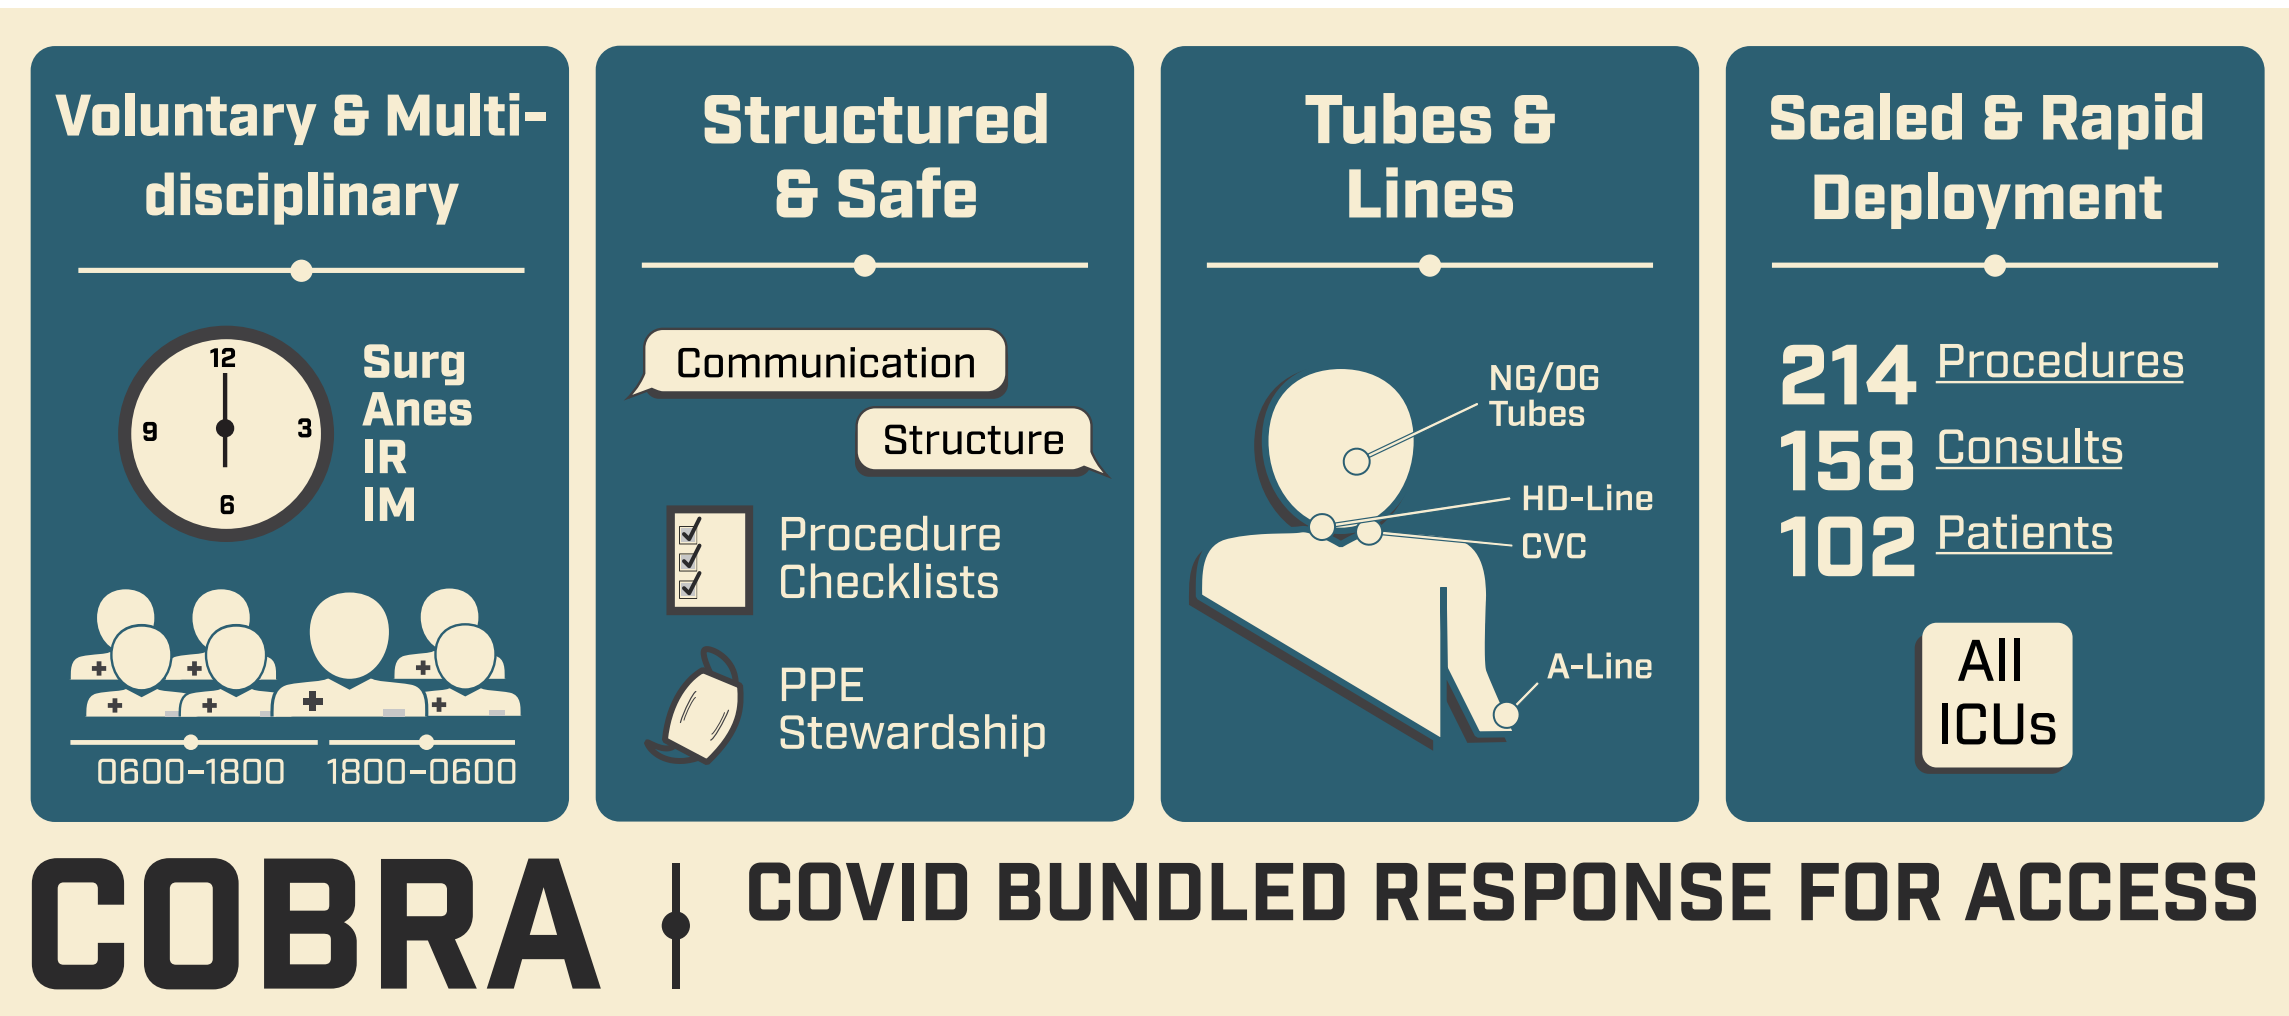 Voluntary & Multi-
disciplinary
12
3
6
9
Surg
Anes
IR
IM
0600-1800
1800-0600
Structured
& Safe
Communication
Structure
Procedure
Checklists
PPE
Stewardship
Tubes &
Lines
NG/OG
Tubes
HD-Line
CVC
A-Line
Scaled & Rapid
Deployment
214 Procedures
158 Consults
102 Patients
All
ICUs
COBRA
COVID BUNDLED RESPONSE FOR ACCESS